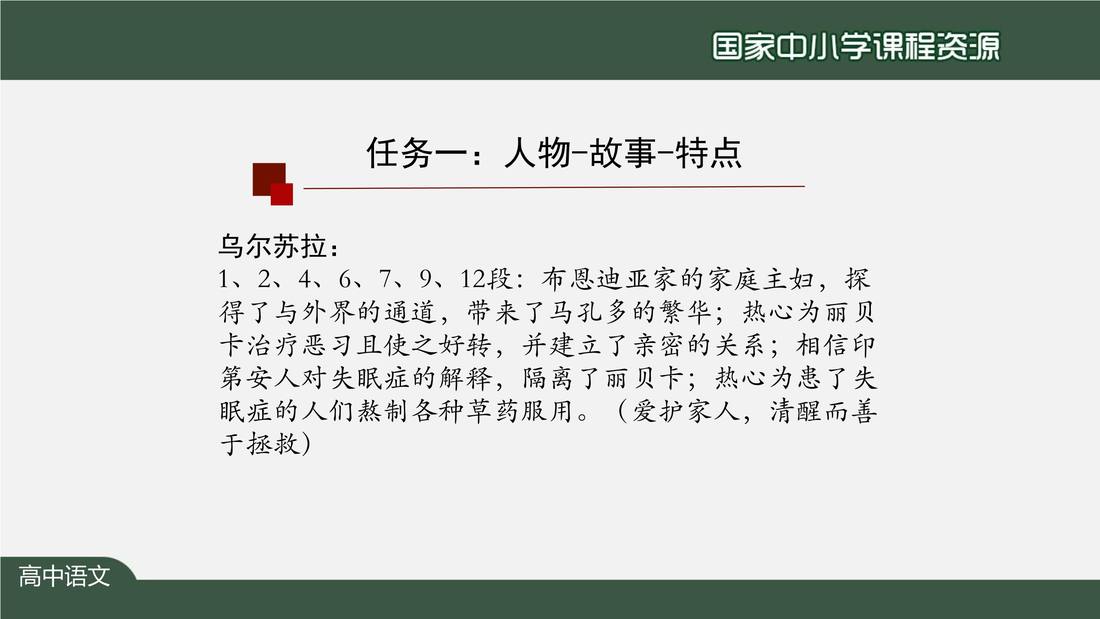 国家中小学课程资源
任务一：人物-故事-特点
乌尔苏拉：
1、2、4、6、7、9、12段：布恩迪亚家的家庭主妇，探
得了与外界的通道，带来了马孔多的繁华；热心为丽贝
卡治疗恶习且使之好转，并建立了亲密的关系；相信印
第安人对失眠症的解释，隔离了丽贝卡；热心为患了失
眠症的人们熬制各种草药服用。（爱护家人，清醒而善
于拯救）
高中语文